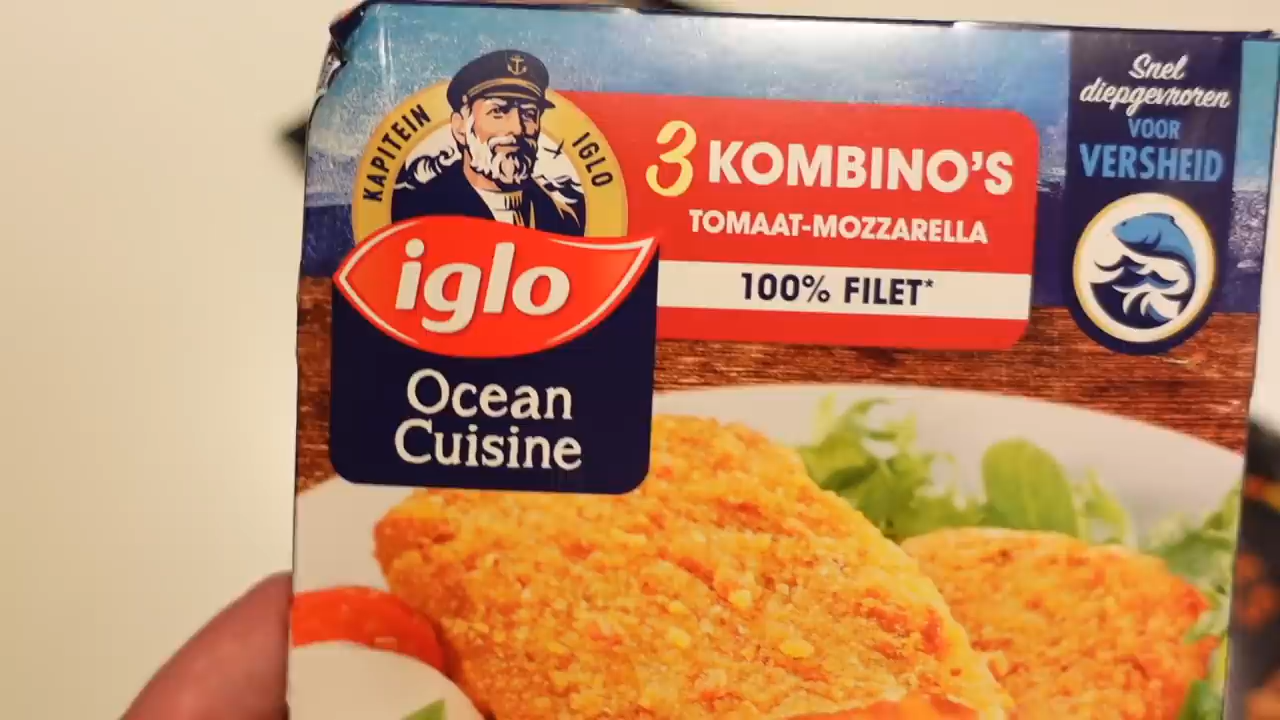 KAPITEIN IGLO
iglo
Ocean
Cuisine
3 KOMBINO'S
TOMAAT-MOZZARELLA
100% FILET*
Snel
diepgevroren
VOOR
VERSHEID